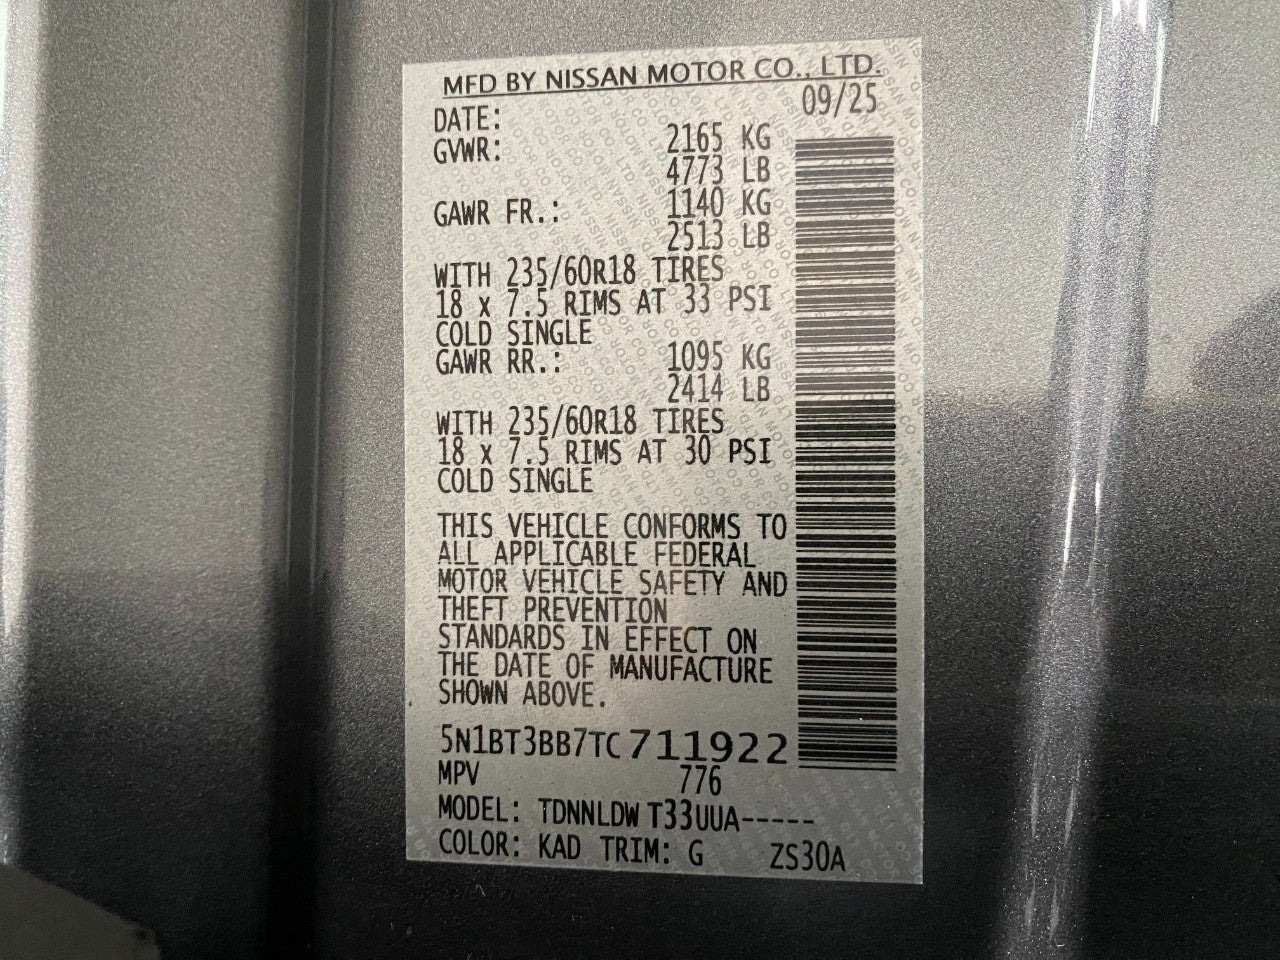 MFD BY NISSAN MOTOR CO., LTD.
DATE: 09/25
GVWR: 2165 KG
4773 LB
GAWR FR.: 1140 KG
2513 LB
WITH 235/60R18 TIRES
18 x 7.5 RIMS AT 33 PSI
COLD SINGLE
GAWR RR.: 1095 KG
2414 LB
WITH 235/60R18 TIRES
18 x 7.5 RIMS AT 30 PSI
COLD SINGLE
THIS VEHICLE CONFORMS TO
ALL APPLICABLE FEDERAL
MOTOR VEHICLE SAFETY AND
THEFT PREVENTION
STANDARDS IN EFFECT ON
THE DATE OF MANUFACTURE
SHOWN ABOVE.
5N1BT3BB7TC711922
MPV 776
MODEL: TDNNLDW T33UUA-----
COLOR: KAD TRIM: G ZS30A